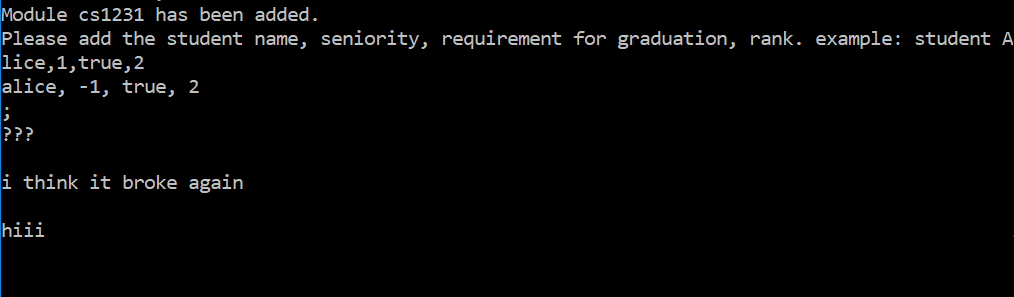 Module cs1231 has been added.
Please add the student name, seniority, requirement for graduation, rank. example: student A
lice,1,true,2
alice, -1, true, 2
;
???
i think it broke again
hiii